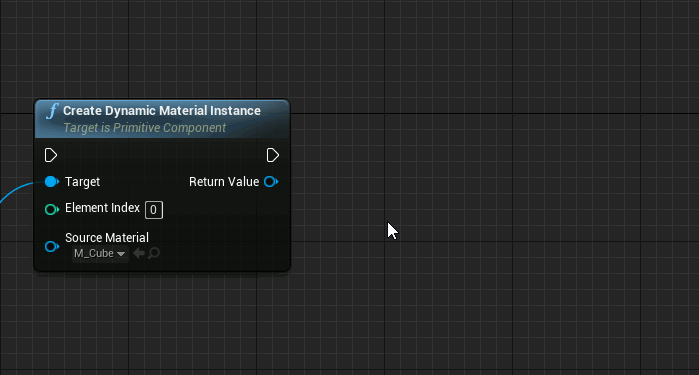 f Create Dynamic Material Instance
Target is Primitive Component
Target Return Value
Element Index 0
Source Material
M_Cube